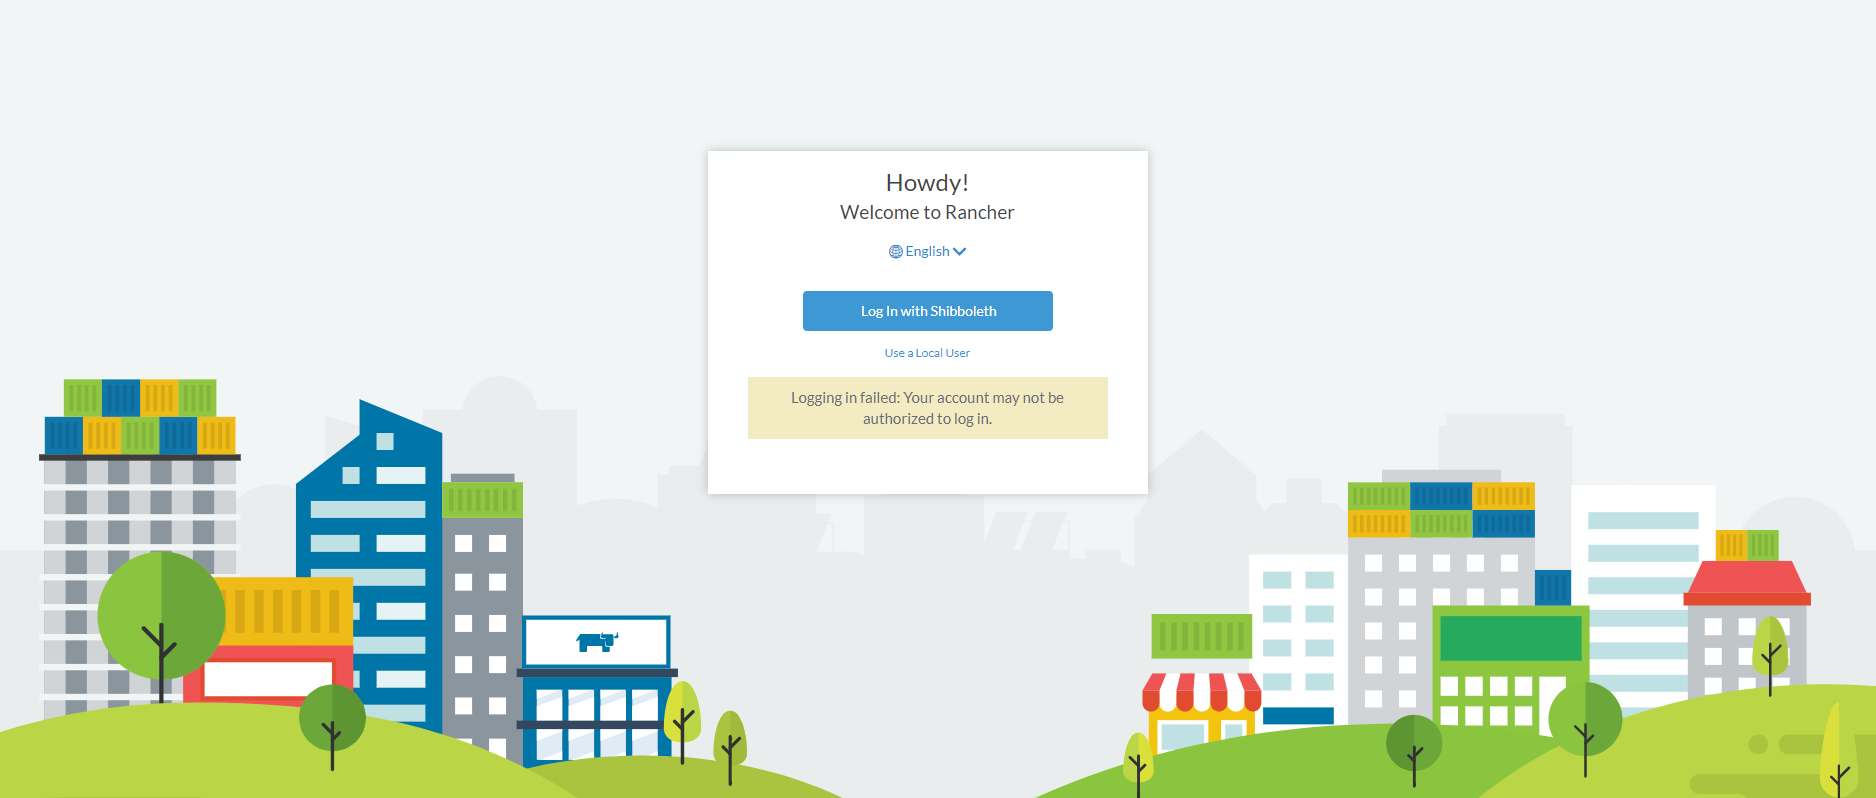 Howdy!
Welcome to Rancher
English
Log In with Shibboleth
Use a Local User
Logging in failed: Your account may not be
authorized to log in.